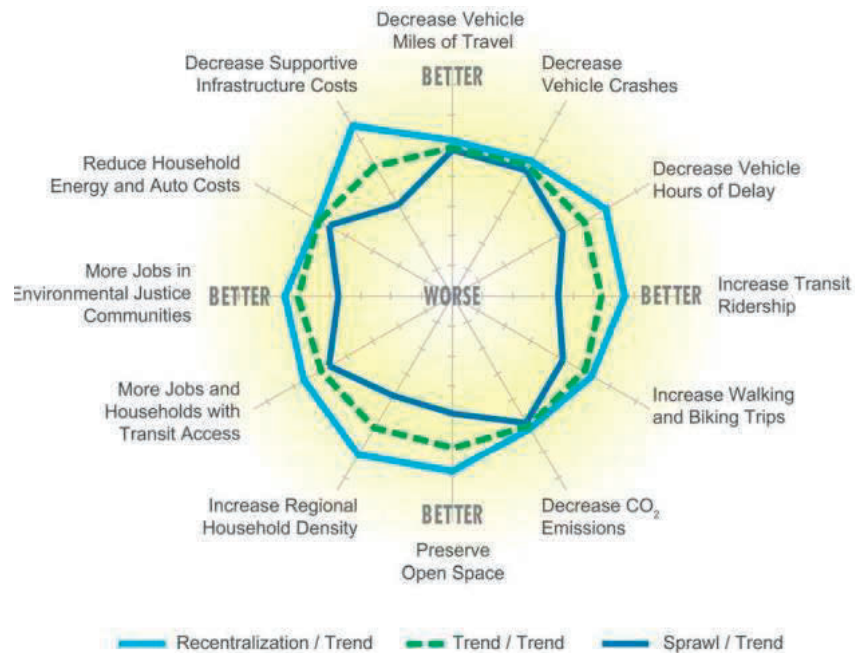 Decrease Vehicle
Miles of Travel
BETTER
Decrease
Vehicle Crashes
Decrease Vehicle
Hours of Delay
BETTER
Increase Transit
Ridership
Increase Walking
and Biking Trips
Decrease CO₂
Emissions
BETTER
Preserve
Open Space
Increase Regional
Household Density
More Jobs and
Households with
Transit Access
More Jobs in
Environmental Justice
Communities
BETTER
Reduce Household
Energy and Auto Costs
Decrease Supportive
Infrastructure Costs
WORSE
Recentralization / Trend
Trend / Trend
Sprawl / Trend